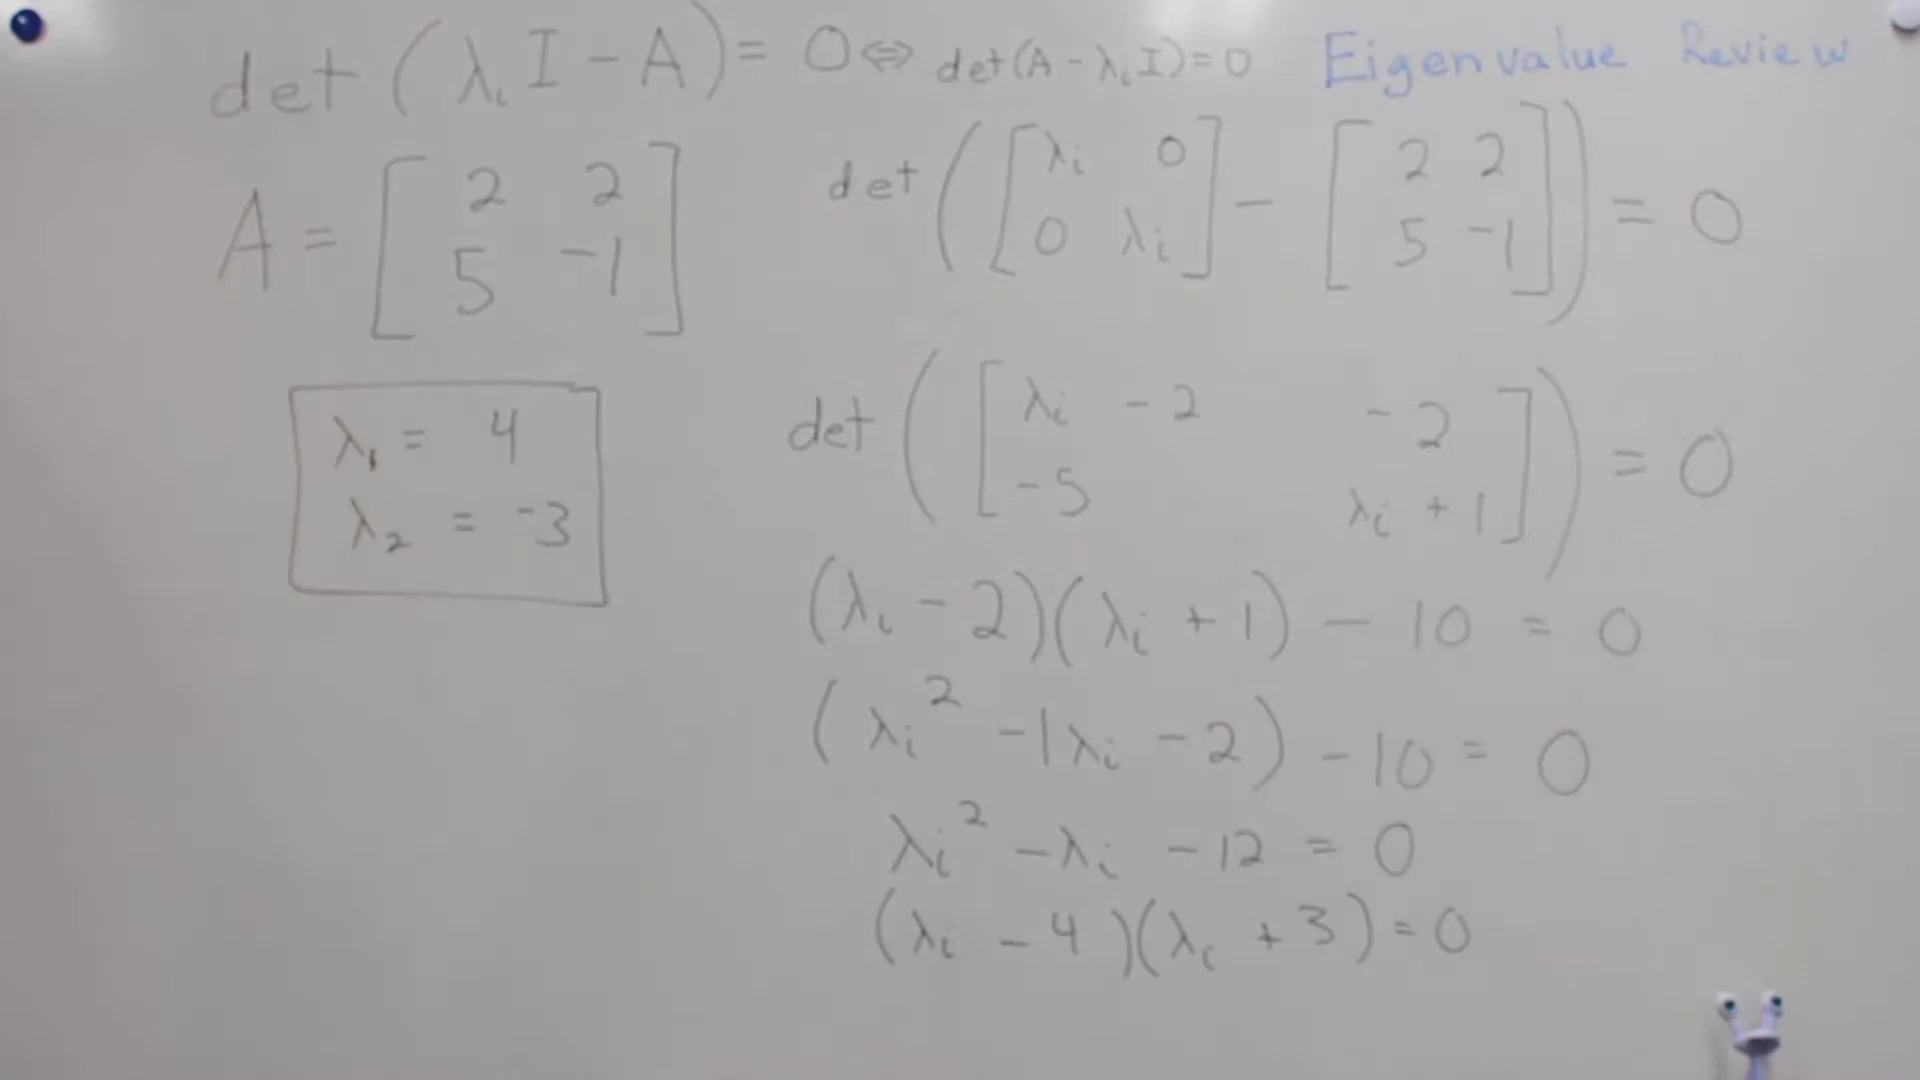 det (λᵢI - A) = 0 ⇔ det(A - λᵢI) = 0 Eigenvalue Review
A = [2 2; 5 -1]
λ₁ = 4
λ₂ = -3
det ([λᵢ 0; 0 λᵢ] - [2 2; 5 -1]) = 0
det ([λᵢ - 2 -2; -5 λᵢ + 1]) = 0
(λᵢ - 2)(λᵢ + 1) - 10 = 0
(λᵢ² - 1λᵢ - 2) - 10 = 0
λᵢ² - λᵢ - 12 = 0
(λᵢ - 4)(λᵢ + 3) = 0